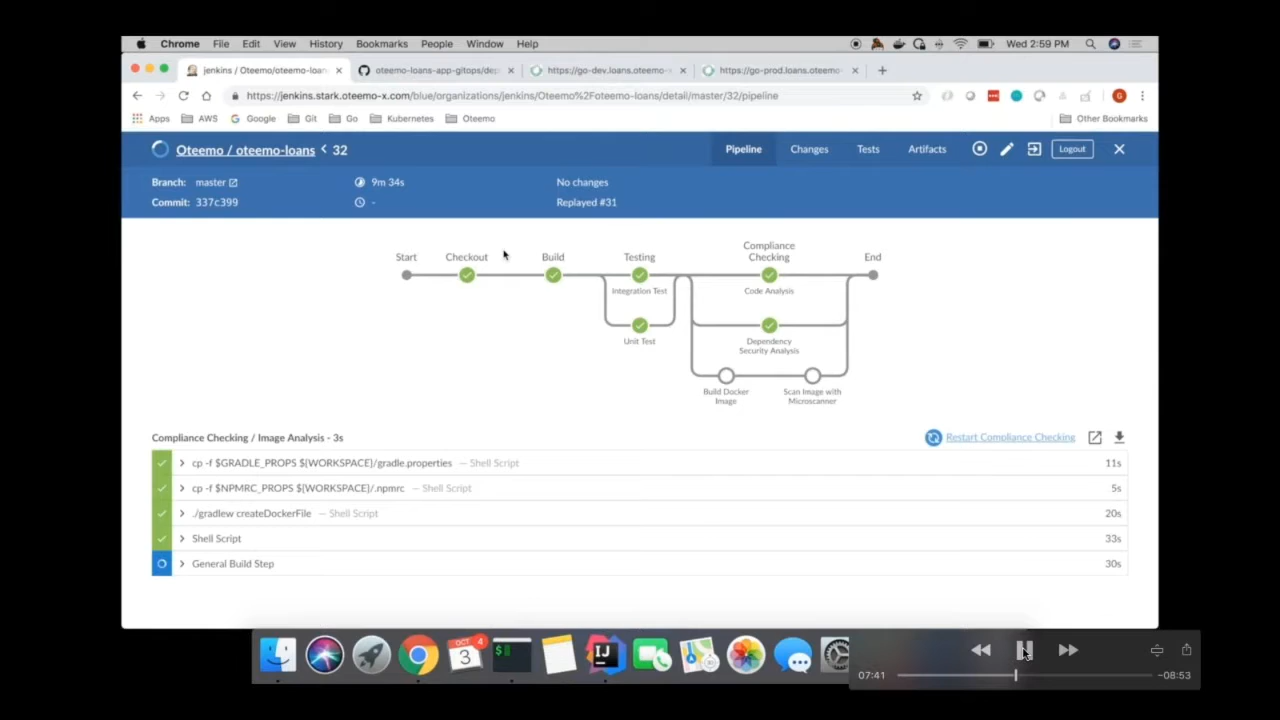 Chrome File Edit View History Bookmarks People Window Help Wed 2:59 PM
jenkins / Oteemo/oteemo-loan oteemo-loans-app-gitops/de https://go-dev.loans.oteemo- https://go-prod.loans.oteemo-
https://jenkins.stark.oteemo-x.com/blue/organizations/jenkins/Oteemo%2Foteemo-loans/detail/master/32/pipeline G
Apps AWS Google Git Go Kubernetes Oteemo Other Bookmarks
Oteemo / oteemo-loans < 32 Pipeline Changes Tests Artifacts Logout
Branch: master 9m 34s No changes
Commit: 337c399 - Replayed #31
Compliance
Start Checkout Build Testing Checking End
Integration Test Code Analysis
Unit Test Dependency
Security Analysis
Build Docker Scan Image with
Image Microscanner
Compliance Checking / Image Analysis - 3s Restart Compliance Checking
cp -f $GRADLE_PROPS ${WORKSPACE}/gradle.properties — Shell Script 11s
cp -f $NPMRC_PROPS ${WORKSPACE}/.npmrc — Shell Script 5s
./gradlew createDockerFile — Shell Script 20s
Shell Script 33s
General Build Step 30s
OCT 4
3 $ IJ
07:41 −08:53